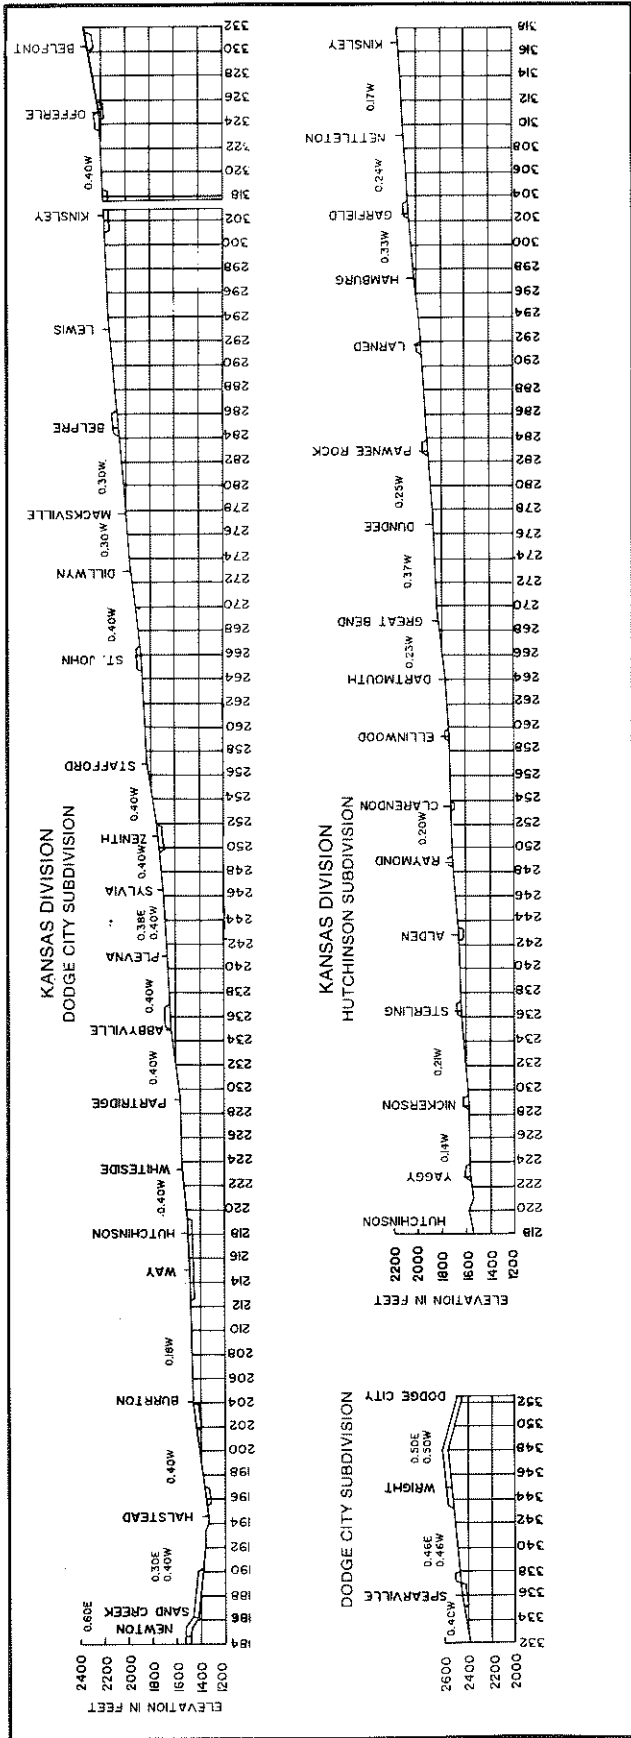 KANSAS DIVISION
DODGE CITY SUBDIVISION
ELEVATION IN FEET
2400
2200
2000
1800
1600
1400
1200
0.60E
0.30E
0.40W
0.40W
0.18W
0.40W
0.40W
0.40W
0.38E
0.40W
0.40W
0.40W
0.40W
0.30W
0.30W
0.40W
NEWTON
SAND CREEK
HALSTEAD
BURRTON
WAY
HUTCHINSON
WHITESIDE
PARTRIDGE
ABBYVILLE
PLEVNA
SYLVIA
ZENITH
STAFFORD
ST. JOHN
DILLWYN
MACKSVILLE
BELPRE
LEWIS
KINSLEY
OFFERLE
BELFONT
184 186 188 190 192 194 196 198 200 202 204 206 208 210 212 214 216 218 220 222 224 226 228 230 232 234 236 238 240 242 244 246 248 250 252 254 256 258 260 262 264 266 268 270 272 274 276 278 280 282 284 286 288 290 292 294 296 298 300 302 318 320 322 324 326 328 330 332
DODGE CITY SUBDIVISION
2600
2400
2200
2000
0.40W
0.46E
0.46W
0.50E
0.50W
SPEARVILLE
WRIGHT
DODGE CITY
332 334 336 338 340 342 344 346 348 350 352
KANSAS DIVISION
HUTCHINSON SUBDIVISION
ELEVATION IN FEET
2200
2000
1800
1600
1400
1200
0.14W
0.21W
0.20W
0.23W
0.37W
0.25W
0.33W
0.24W
0.17W
HUTCHINSON
YAGGY
NICKERSON
STERLING
ALDEN
RAYMOND
CLARENDON
ELLINWOOD
DARTMOUTH
GREAT BEND
DUNDEE
PAWNEE ROCK
LARNED
HAMBURG
GARFIELD
NETTLETON
KINSLEY
218 220 222 224 226 228 230 232 234 236 238 240 242 244 246 248 250 252 254 256 258 260 262 264 266 268 270 272 274 276 278 280 282 284 286 288 290 292 294 296 298 300 302 304 306 308 310 312 314 316 318